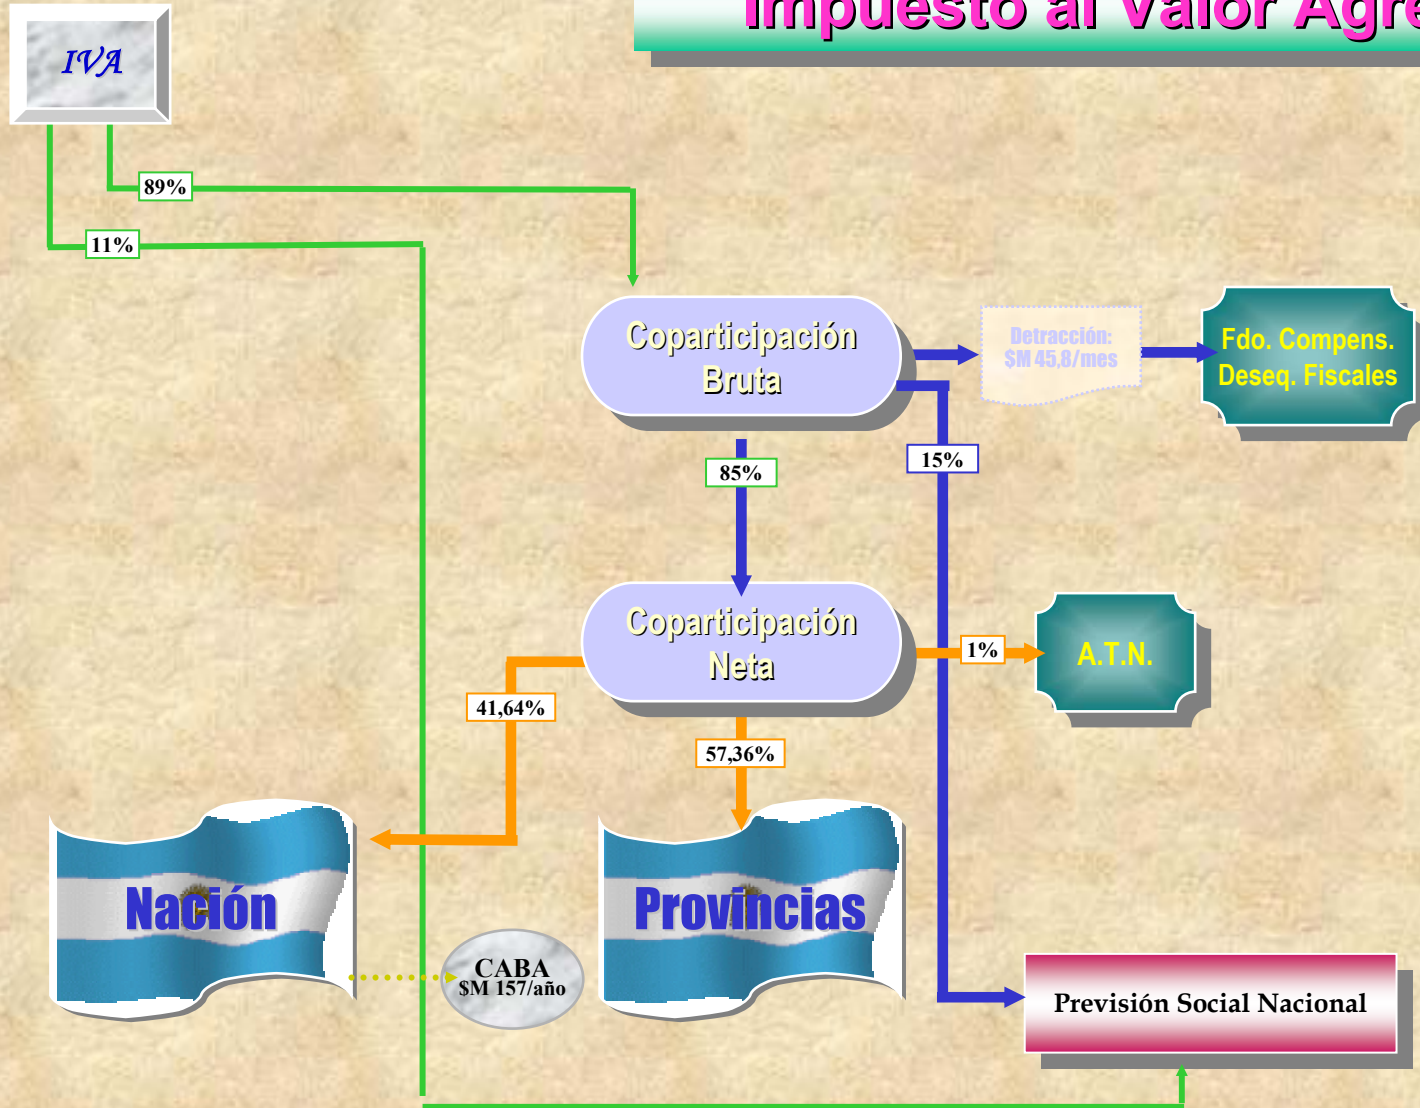 Impuesto al Valor Agre
IVA
89%
11%
Coparticipación
Bruta
Detracción:
$M 45,8/mes
Fdo. Compens.
Deseq. Fiscales
85%
15%
Coparticipación
Neta
1%
A.T.N.
41,64%
57,36%
Nación
Provincias
CABA
$M 157/año
Previsión Social Nacional